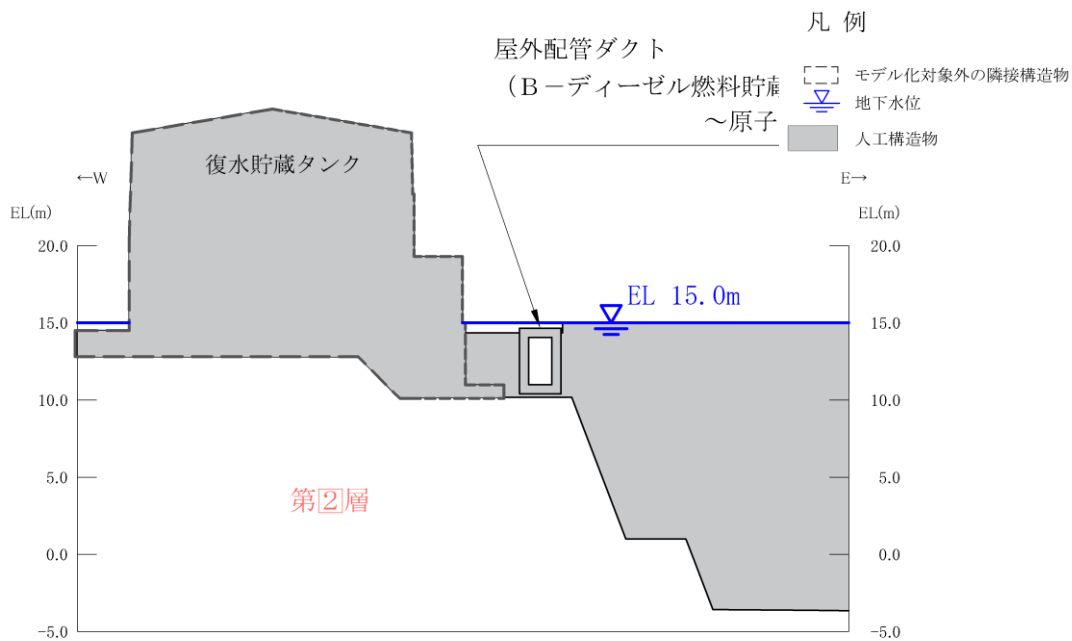 凡 例
屋外配管ダクト
(B-ディーゼル燃料貯蔵
～原子
モデル化対象外の隣接構造物
地下水位
人工構造物
復水貯蔵タンク
←W
E→
EL(m)
EL(m)
20.0
20.0
EL 15.0m
15.0
15.0
10.0
10.0
5.0
5.0
第2層
0.0
0.0
-5.0
-5.0